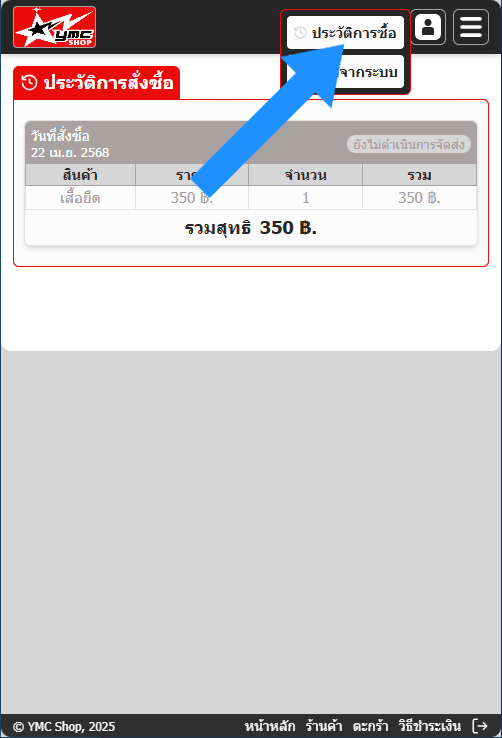 YMC
SHOP
ประวัติการซื้อ
จากระบบ
ประวัติการสั่งซื้อ
วันที่สั่งซื้อ
22 เม.ย. 2568
ยังไม่ดำเนินการจัดส่ง
สินค้า จำนวน รวม
เสื้อยืด 350 ฿. 1 350 ฿.
รวมสุทธิ 350 ฿.
© YMC Shop, 2025 หน้าหลัก ร้านค้า ตะกร้า วิธีชำระเงิน